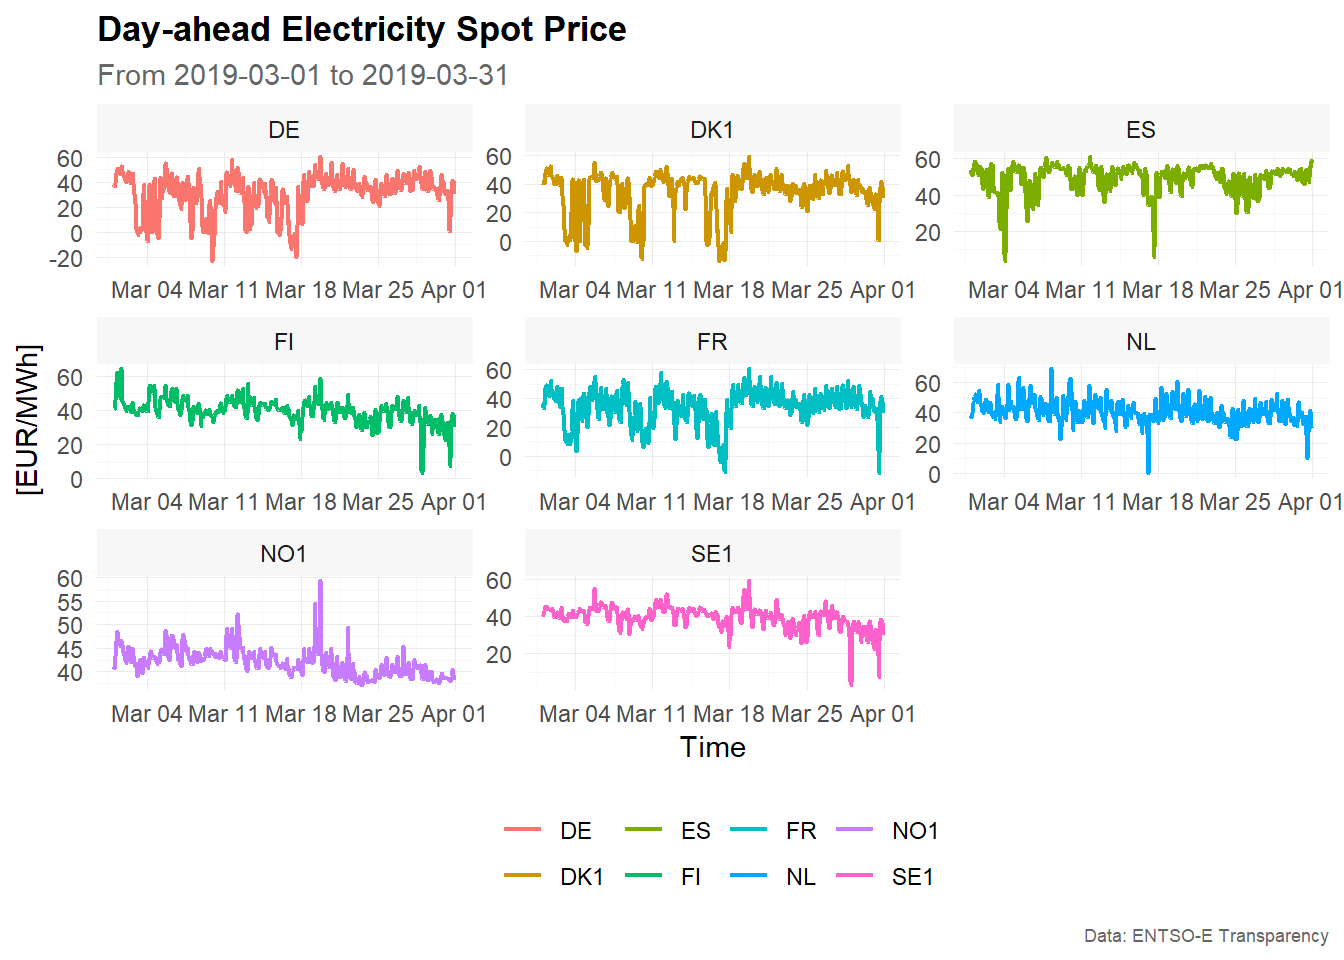 Day-ahead Electricity Spot Price
From 2019-03-01 to 2019-03-31
DE DK1 ES
60 40 20 0 -20
60 40 20 0
60 40 20
Mar 04 Mar 11 Mar 18 Mar 25 Apr 01 Mar 04 Mar 11 Mar 18 Mar 25 Apr 01 Mar 04 Mar 11 Mar 18 Mar 25 Apr 01
[EUR/MWh]
FI FR NL
60 40 20 0
60 40 20 0
60 40 20 0
Mar 04 Mar 11 Mar 18 Mar 25 Apr 01 Mar 04 Mar 11 Mar 18 Mar 25 Apr 01 Mar 04 Mar 11 Mar 18 Mar 25 Apr 01
NO1 SE1
60 55 50 45 40
60 40 20
Mar 04 Mar 11 Mar 18 Mar 25 Apr 01 Mar 04 Mar 11 Mar 18 Mar 25 Apr 01
Time
DE ES FR NO1
DK1 FI NL SE1
Data: ENTSO-E Transparency